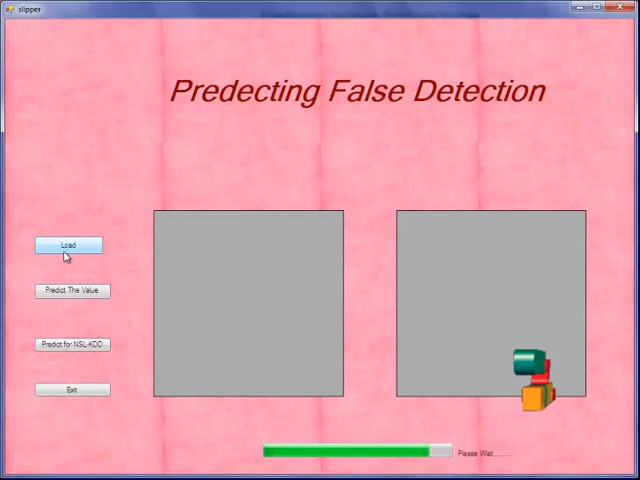 slipper
Predecting False Detection
Load
Predict The Value
Predict for NSL-KDD
Exit
Please Wait.........